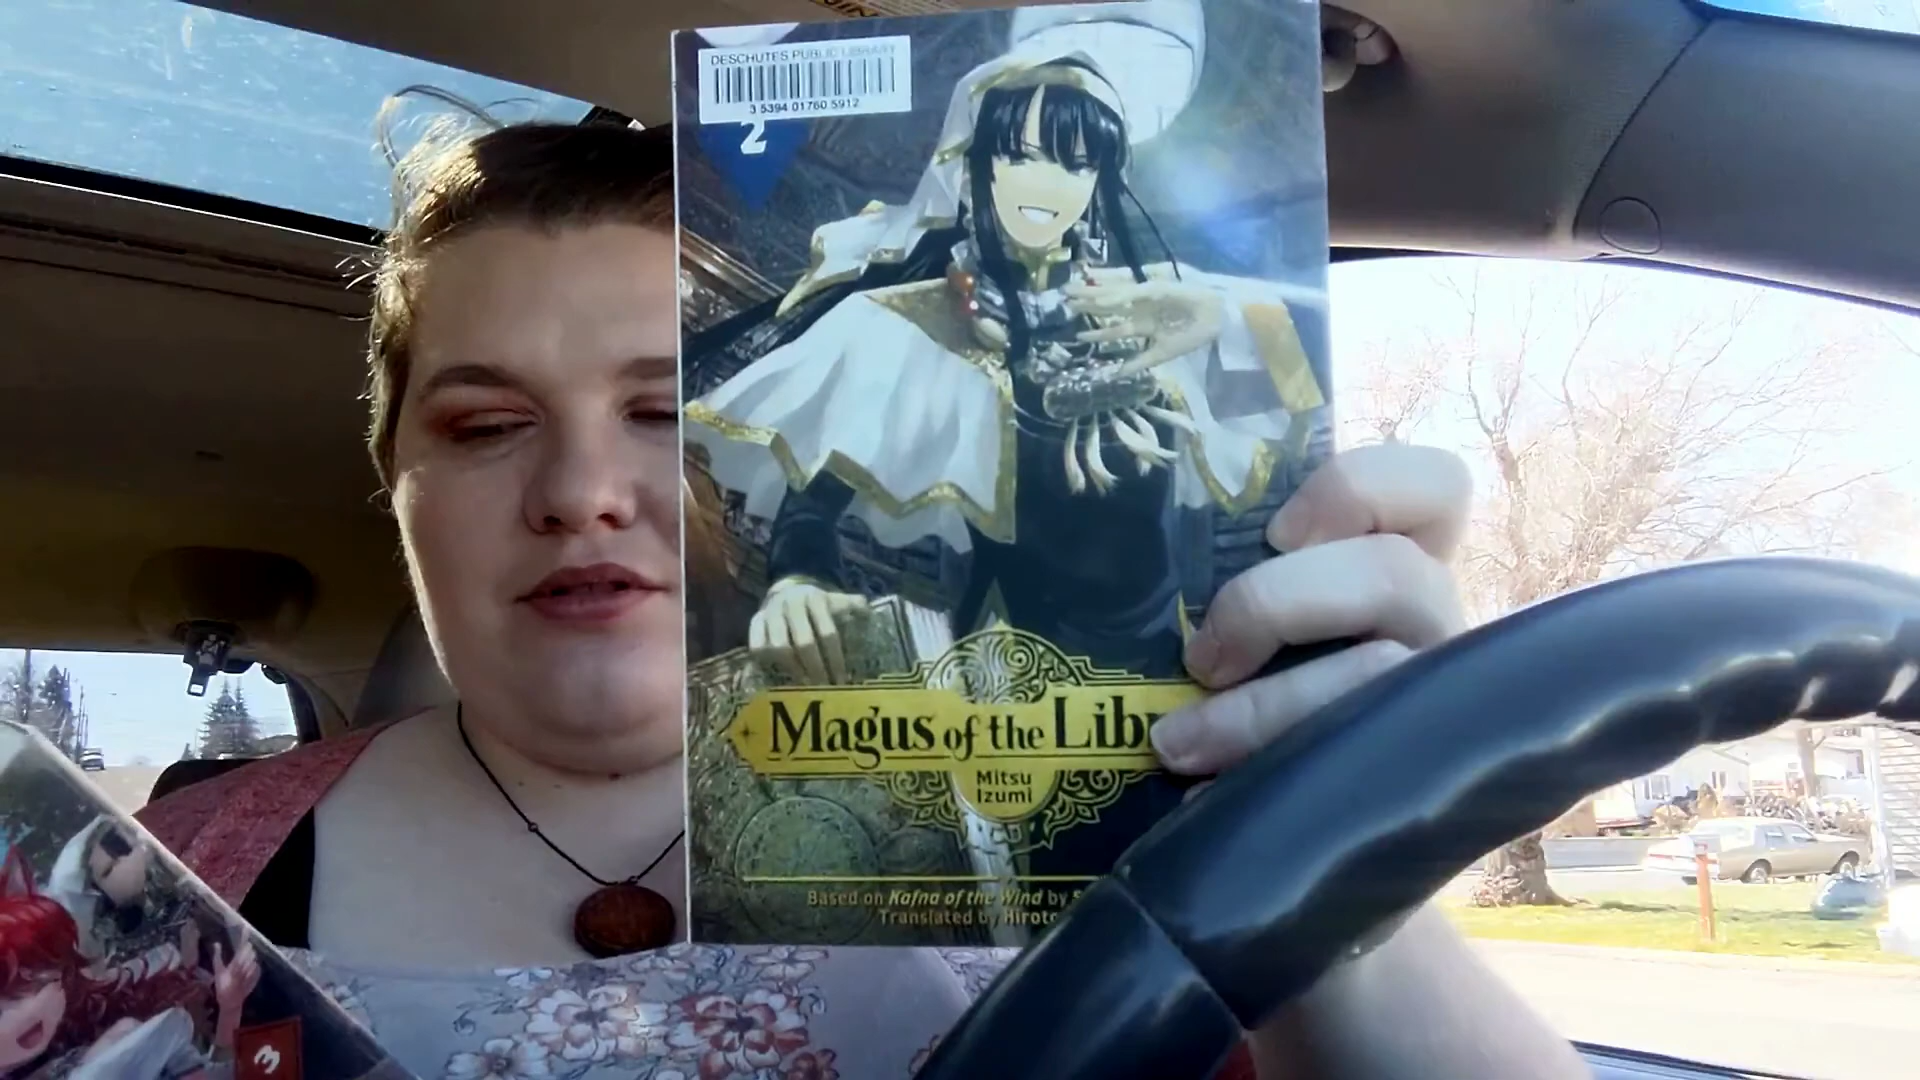 DESCHUTES PUBLIC LIBRARY
3 5394 01760 5912
2
Magus of the Libr
Mitsu
Izumi
Based on Kafna of the Wind by S
Translated by Hiroto
3